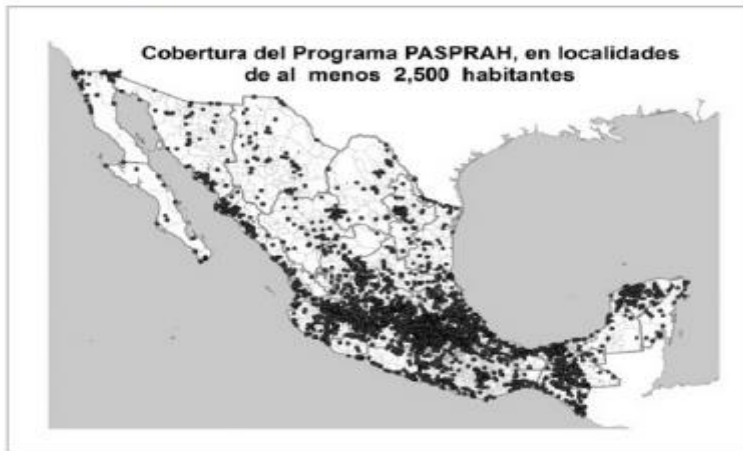 Cobertura del Programa PASPRAH, en localidades
de al menos 2,500 habitantes